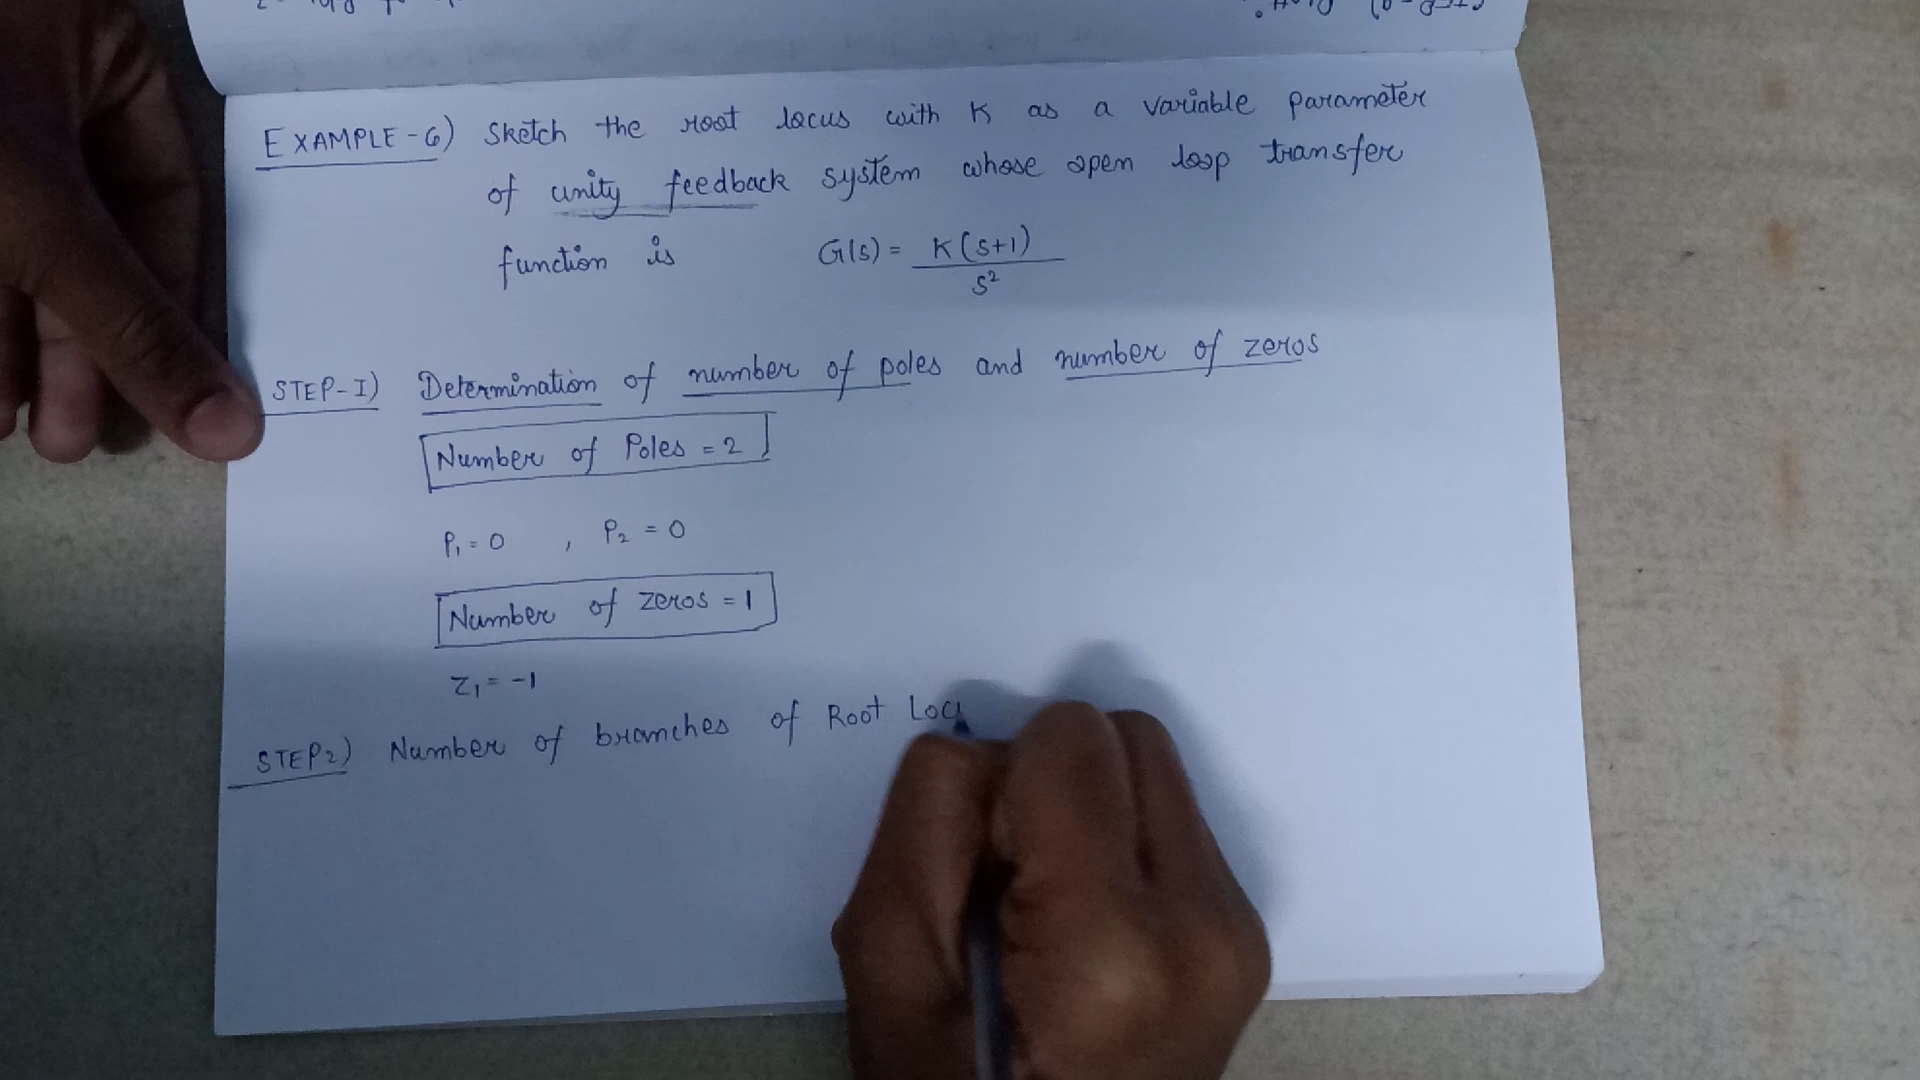 EXAMPLE-6) Sketch the root locus with K as a variable parameter
of unity feedback system whose open loop transfer
function is G(s) = K(s+1)
s²
STEP-I) Determination of number of poles and number of zeros
Number of Poles = 2
P₁ = 0 , P₂ = 0
Number of zeros = 1
Z₁ = -1
STEP2) Number of branches of Root Locu